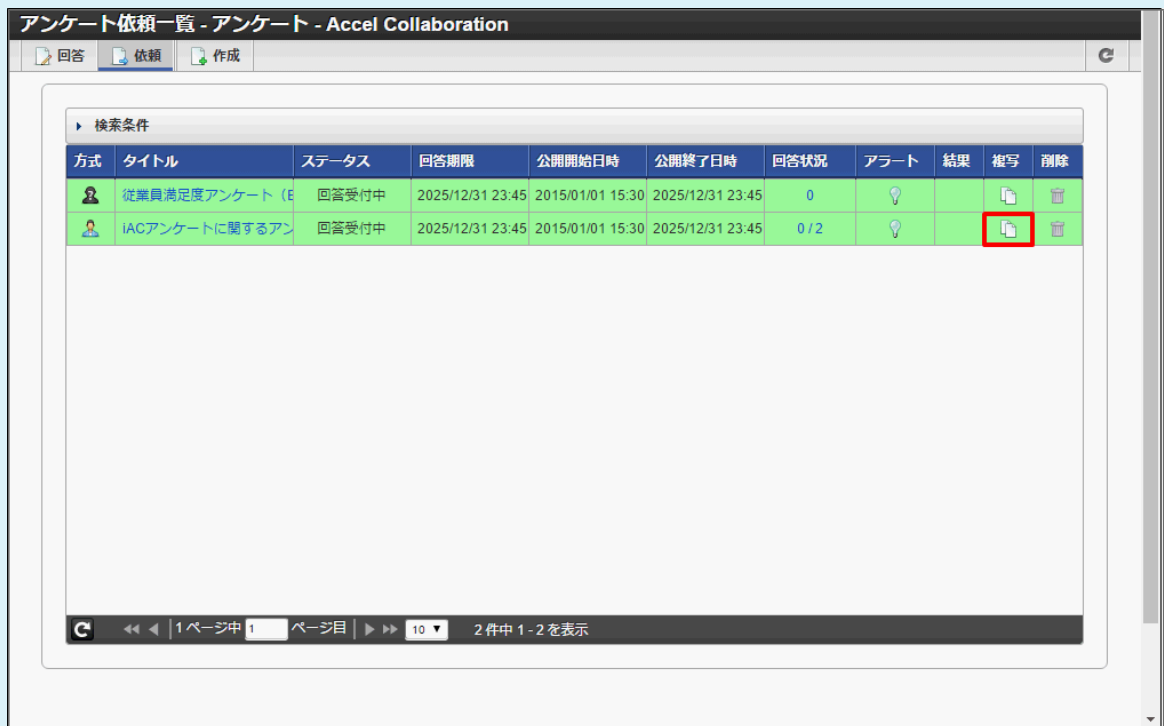 アンケート依頼一覧 - アンケート - Accel Collaboration
回答 依頼 作成
検索条件
方式 タイトル ステータス 回答期限 公開開始日時 公開終了日時 回答状況 アラート 結果 複写 削除
従業員満足度アンケート（E 回答受付中 2025/12/31 23:45 2015/01/01 15:30 2025/12/31 23:45 0
iACアンケートに関するアン 回答受付中 2025/12/31 23:45 2015/01/01 15:30 2025/12/31 23:45 0 / 2
1 ページ中 1 ページ目 10 2 件中 1 - 2 を表示